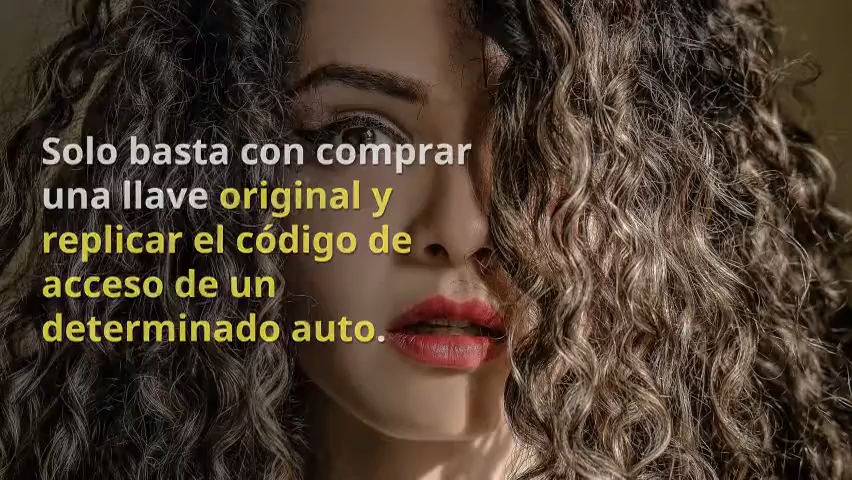 Solo basta con comprar
una llave original y
replicar el código de
acceso de un
determinado auto.